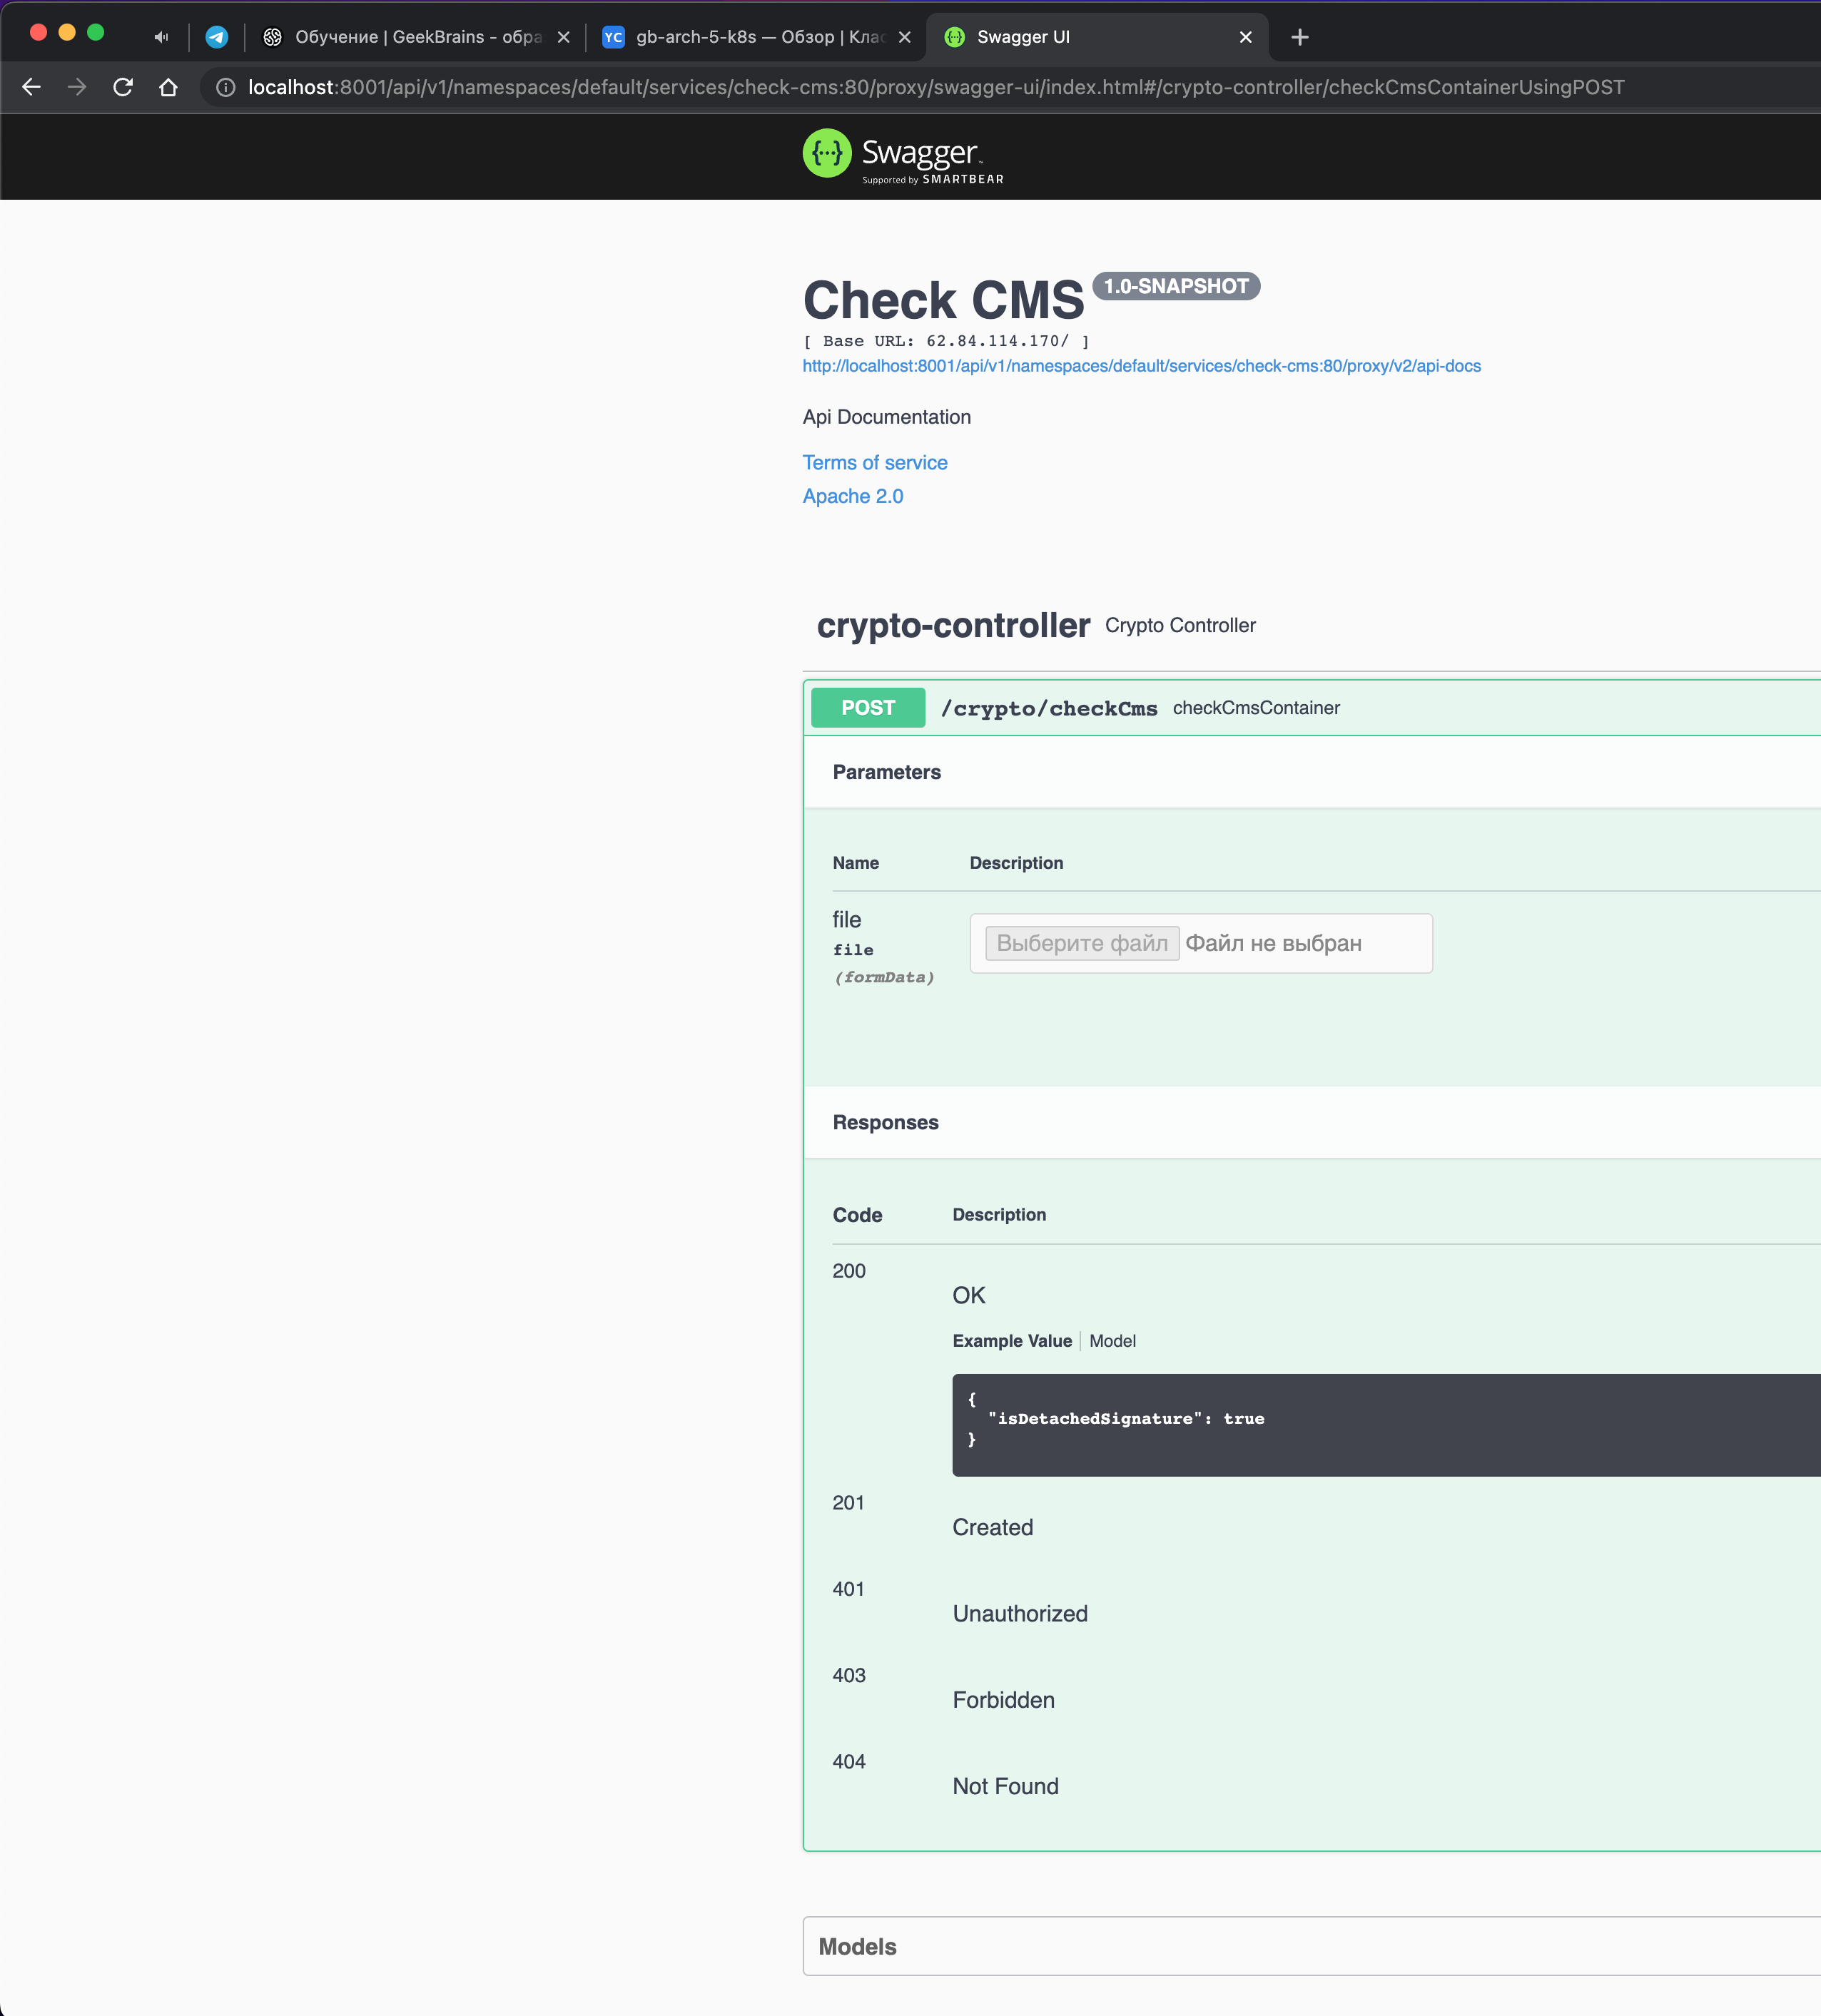 Обучение | GeekBrains - обра
YC gb-arch-5-k8s — Обзор | Клас
Swagger UI
localhost:8001/api/v1/namespaces/default/services/check-cms:80/proxy/swagger-ui/index.html#/crypto-controller/checkCmsContainerUsingPOST
{···} Swagger™
Supported by SMARTBEAR
Check CMS 1.0-SNAPSHOT
[ Base URL: 62.84.114.170/ ]
http://localhost:8001/api/v1/namespaces/default/services/check-cms:80/proxy/v2/api-docs
Api Documentation
Terms of service
Apache 2.0
crypto-controller Crypto Controller
POST /crypto/checkCms checkCmsContainer
Parameters
Name Description
file
file
(formData)
Выберите файл Файл не выбран
Responses
Code Description
200
OK
Example Value | Model
{
"isDetachedSignature": true
}
201
Created
401
Unauthorized
403
Forbidden
404
Not Found
Models